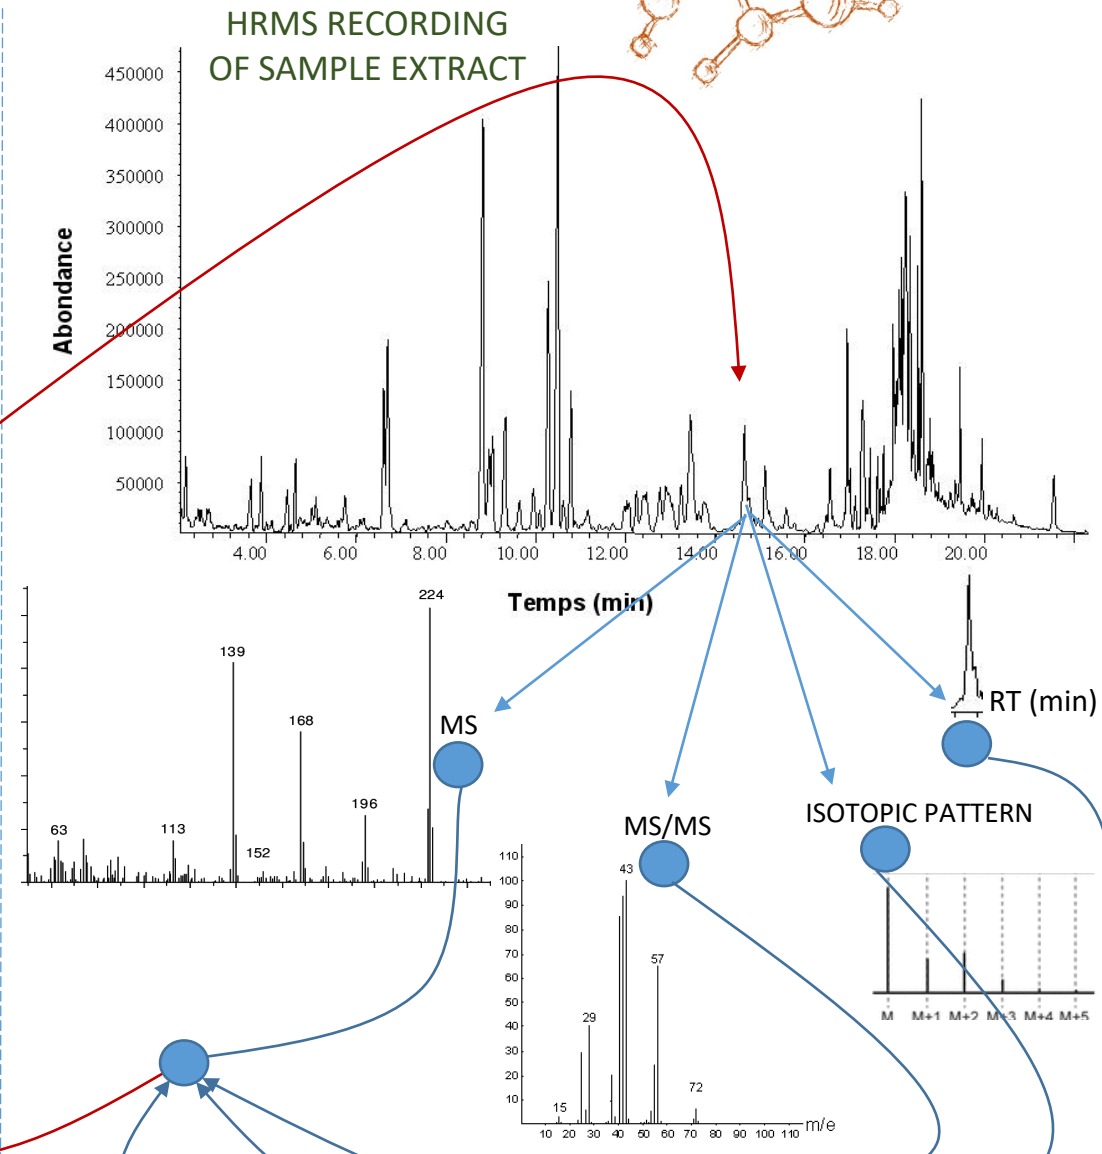 HRMS RECORDING
OF SAMPLE EXTRACT
Abondance
450000
400000
350000
300000
250000
200000
150000
100000
50000
4.00 6.00 8.00 10.00 12.00 14.00 16.00 18.00 20.00
Temps (min)
224
139
168
196
63
113
152
MS
RT (min)
MS/MS
ISOTOPIC PATTERN
110
100
90
80
70
60
50
40
30
20
10
43
57
29
72
15
10 20 30 40 50 60 70 80 90 100 110 m/e
M M+1 M+2 M+3 M+4 M+5